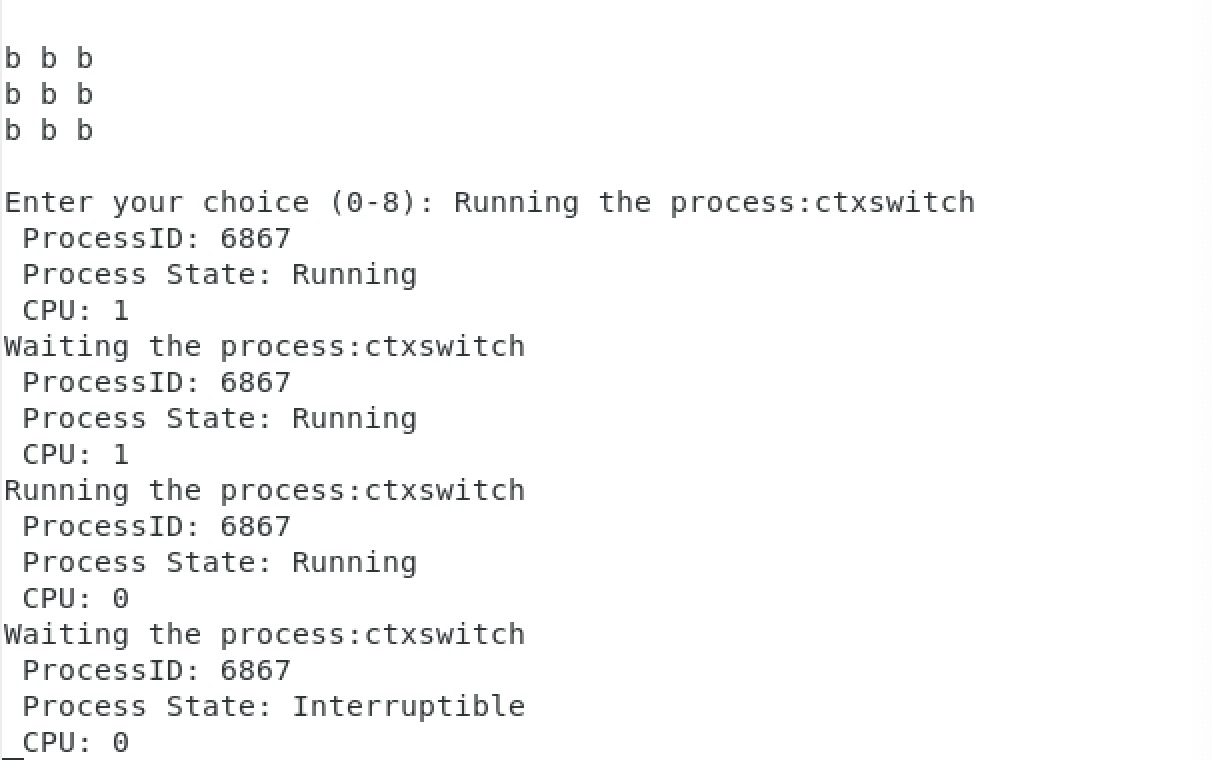 b b b
b b b
b b b
Enter your choice (0-8): Running the process:ctxswitch
ProcessID: 6867
Process State: Running
CPU: 1
Waiting the process:ctxswitch
ProcessID: 6867
Process State: Running
CPU: 1
Running the process:ctxswitch
ProcessID: 6867
Process State: Running
CPU: 0
Waiting the process:ctxswitch
ProcessID: 6867
Process State: Interruptible
CPU: 0